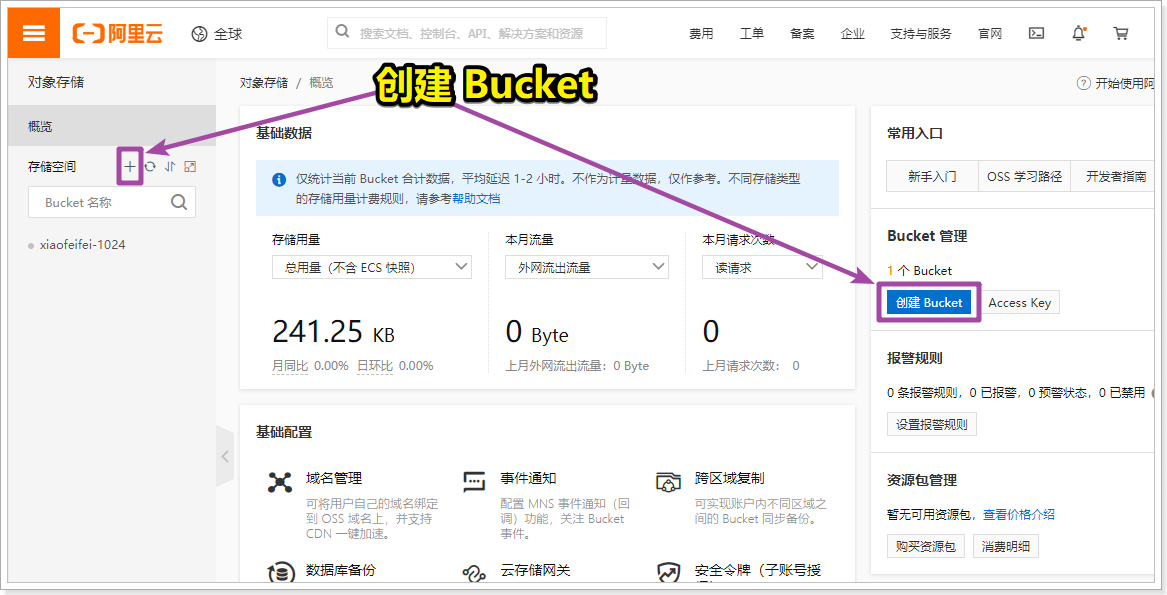 阿里云
全球
搜索文档、控制台、API、解决方案和资源
费用
工单
备案
企业
支持与服务
官网
对象存储
对象存储 / 概览
创建 Bucket
开始使用阿
概览
存储空间
Bucket 名称
xiaofeifei-1024
基础数据
仅统计当前 Bucket 合计数据，平均延迟 1-2 小时。不作为计量数据，仅作参考。不同存储类型
的存储用量计费规则，请参考帮助文档
存储用量
本月流量
本月请求次数
总用量（不含 ECS 快照）
外网流出流量
读请求
241.25 KB
0 Byte
0
月同比 0.00% 日环比 0.00%
上月外网流出流量：0 Byte
上月请求次数： 0
基础配置
域名管理
可将用户自己的域名绑定
到 OSS 域名上，并支持
CDN 一键加速。
事件通知
配置 MNS 事件通知（回
调）功能，关注 Bucket
事件。
跨区域复制
可实现账户内不同区域之
间的 Bucket 同步备份。
数据库备份
云存储网关
安全令牌（子账号授
常用入口
新手入门
OSS 学习路径
开发者指南
Bucket 管理
1 个 Bucket
创建 Bucket
Access Key
报警规则
0 条报警规则，0 已报警，0 预警状态，0 已禁用
设置报警规则
资源包管理
暂无可用资源包，查看价格介绍
购买资源包
消费明细